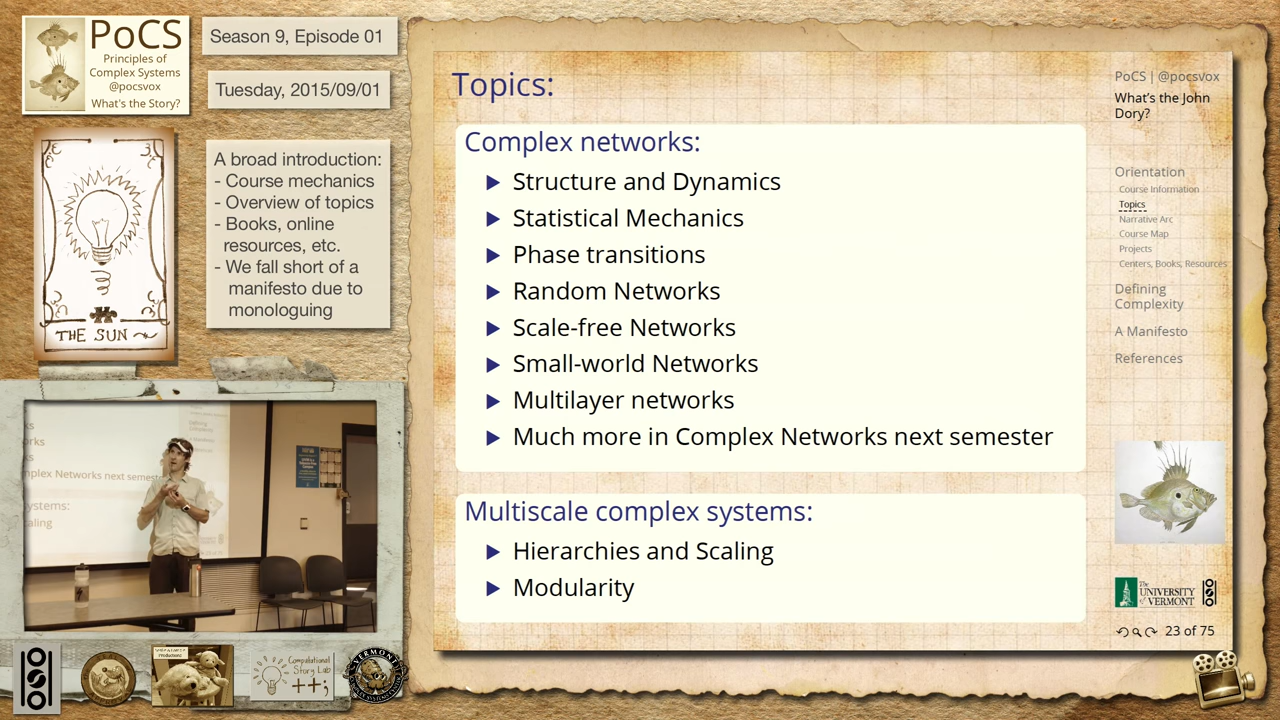 PoCS
Principles of
Complex Systems
@pocsvox
What's the Story?
Season 9, Episode 01
Tuesday, 2015/09/01
A broad introduction:
- Course mechanics
- Overview of topics
- Books, online
resources, etc.
- We fall short of a
manifesto due to
monologuing
THE SUN
Topics:
Complex networks:
Structure and Dynamics
Statistical Mechanics
Phase transitions
Random Networks
Scale-free Networks
Small-world Networks
Multilayer networks
Much more in Complex Networks next semester
Multiscale complex systems:
Hierarchies and Scaling
Modularity
PoCS | @pocsvox
What's the John
Dory?
Orientation
Course Information
Topics
Narrative Arc
Course Map
Projects
Centers, Books, Resources
Defining
Complexity
A Manifesto
References
The
UNIVERSITY
of VERMONT
23 of 75
mplex Networks next semest
ystems:
aling
Computational
Story Lab
++;
VERMONT